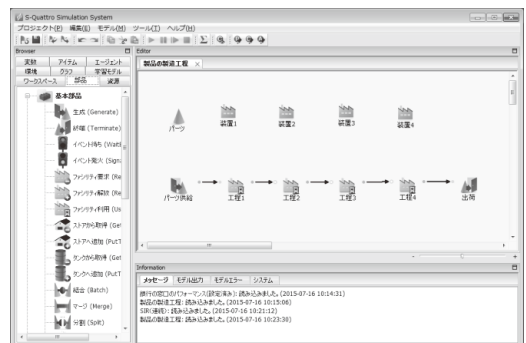 S-Quattro Simulation System
プロジェクト(P) 編集(E) モデル(M) ツール(T) ヘルプ(H)
Browser
変数 アイテム エージェント
環境 グラフ 学習モデル
ワークスペース 部品 資源
基本部品
生成 (Generate)
終端 (Terminate)
イベント待ち (WaitE
イベント発火 (Signa
ファシリティ要求 (Re
ファシリティ解放 (Re
ファシリティ利用 (Us
ストアから取得 (Get
ストアへ追加 (PutT
タンクから取得 (Get
タンクへ追加 (PutT
結合 (Batch)
マージ (Merge)
分割 (Split)
Editor
製品の製造工程
パーツ 装置1 装置2 装置3 装置4
パーツ供給 工程1 工程2 工程3 工程4 出荷
Information
メッセージ モデル出力 モデルエラー システム
銀行の窓口のパフォーマンス(設定済み): 読み込みました。(2015-07-16 10:14:31)
製品の製造工程: 読み込みました。(2015-07-16 10:15:06)
SIR(連続): 読み込みました。(2015-07-16 10:21:12)
製品の製造工程: 読み込みました。(2015-07-16 10:23:30)